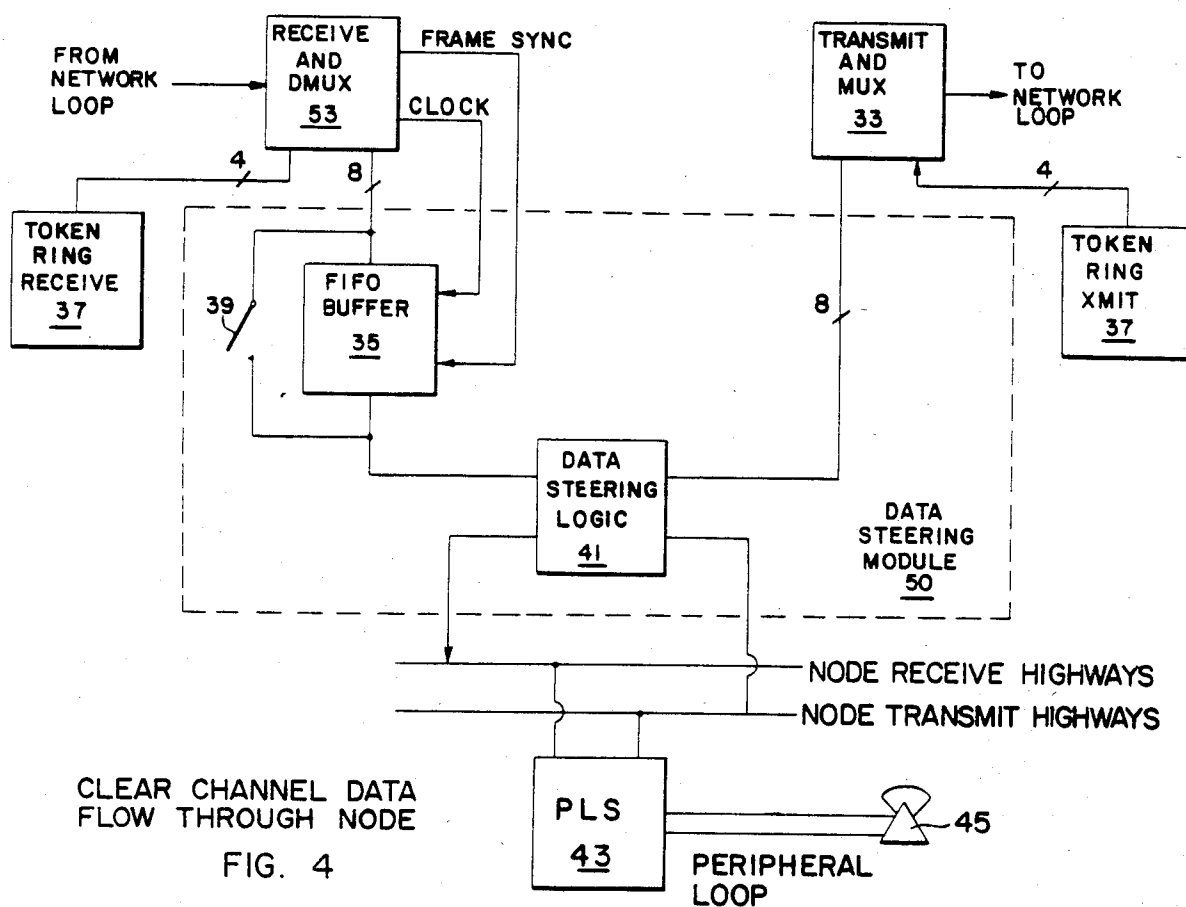 FROM
NETWORK
LOOP
RECEIVE
AND
DMUX
53
FRAME SYNC
CLOCK
TRANSMIT
AND
MUX
33
TO
NETWORK
LOOP
4
8
4
TOKEN
RING
RECEIVE
37
39
FIFO
BUFFER
35
8
TOKEN
RING
XMIT
37
DATA
STEERING
LOGIC
41
DATA
STEERING
MODULE
50
NODE RECEIVE HIGHWAYS
NODE TRANSMIT HIGHWAYS
CLEAR CHANNEL DATA
FLOW THROUGH NODE
FIG. 4
PLS
43
45
PERIPHERAL
LOOP